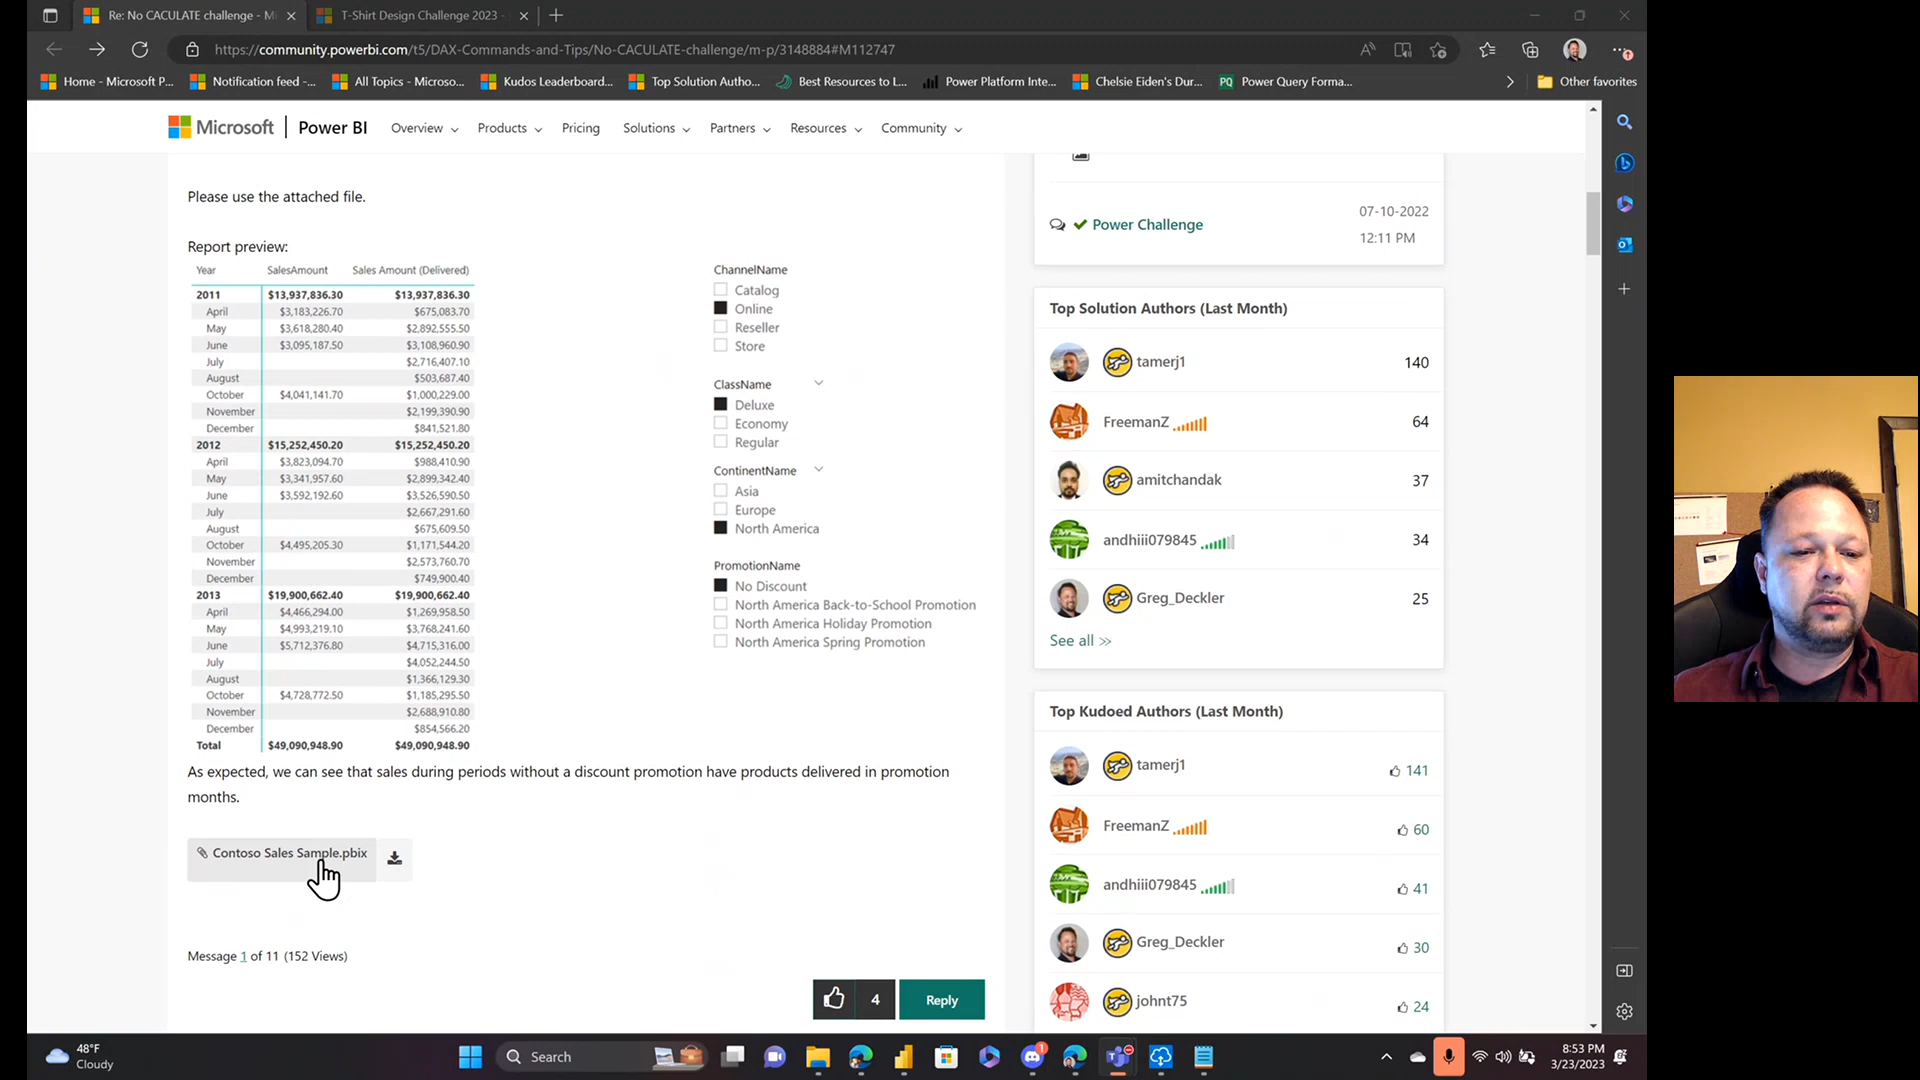 Re: No CACULATE challenge - Mi
T-Shirt Design Challenge 2023 -
https://community.powerbi.com/t5/DAX-Commands-and-Tips/No-CACULATE-challenge/m-p/3148884#M112747
Home - Microsoft P...
Notification feed -...
All Topics - Microso...
Kudos Leaderboard...
Top Solution Autho...
Best Resources to L...
Power Platform Inte...
Chelsie Eiden's Dur...
PQ Power Query Forma...
Other favorites
Microsoft
Power BI
Overview
Products
Pricing
Solutions
Partners
Resources
Community
Please use the attached file.
Report preview:
Year SalesAmount Sales Amount (Delivered)
2011 $13,937,836.30 $13,937,836.30
April $3,183,226.70 $675,083.70
May $3,618,280.40 $2,892,555.50
June $3,095,187.50 $3,108,960.90
July $2,716,407.10
August $503,687.40
October $4,041,141.70 $1,000,229.00
November $2,199,390.90
December $841,521.80
2012 $15,252,450.20 $15,252,450.20
April $3,823,094.70 $988,410.90
May $3,341,957.60 $2,899,342.40
June $3,592,192.60 $3,526,590.50
July $2,667,291.60
August $675,609.50
October $4,495,205.30 $1,171,544.20
November $2,573,760.70
December $749,900.40
2013 $19,900,662.40 $19,900,662.40
April $4,466,294.00 $1,269,958.50
May $4,993,219.10 $3,768,241.60
June $5,712,376.80 $4,715,316.00
July $4,052,244.50
August $1,366,129.30
October $4,728,772.50 $1,185,295.50
November $2,688,910.80
December $854,566.20
Total $49,090,948.90 $49,090,948.90
ChannelName
Catalog
Online
Reseller
Store
ClassName
Deluxe
Economy
Regular
ContinentName
Asia
Europe
North America
PromotionName
No Discount
North America Back-to-School Promotion
North America Holiday Promotion
North America Spring Promotion
As expected, we can see that sales during periods without a discount promotion have products delivered in promotion
months.
Contoso Sales Sample.pbix
Message 1 of 11 (152 Views)
4
Reply
Power Challenge
07-10-2022
12:11 PM
Top Solution Authors (Last Month)
tamerj1 140
FreemanZ 64
amitchandak 37
andhiii079845 34
Greg_Deckler 25
See all >>
Top Kudoed Authors (Last Month)
tamerj1 141
FreemanZ 60
andhiii079845 41
Greg_Deckler 30
johnt75 24
48°F
Cloudy
Search
1
8:53 PM
3/23/2023